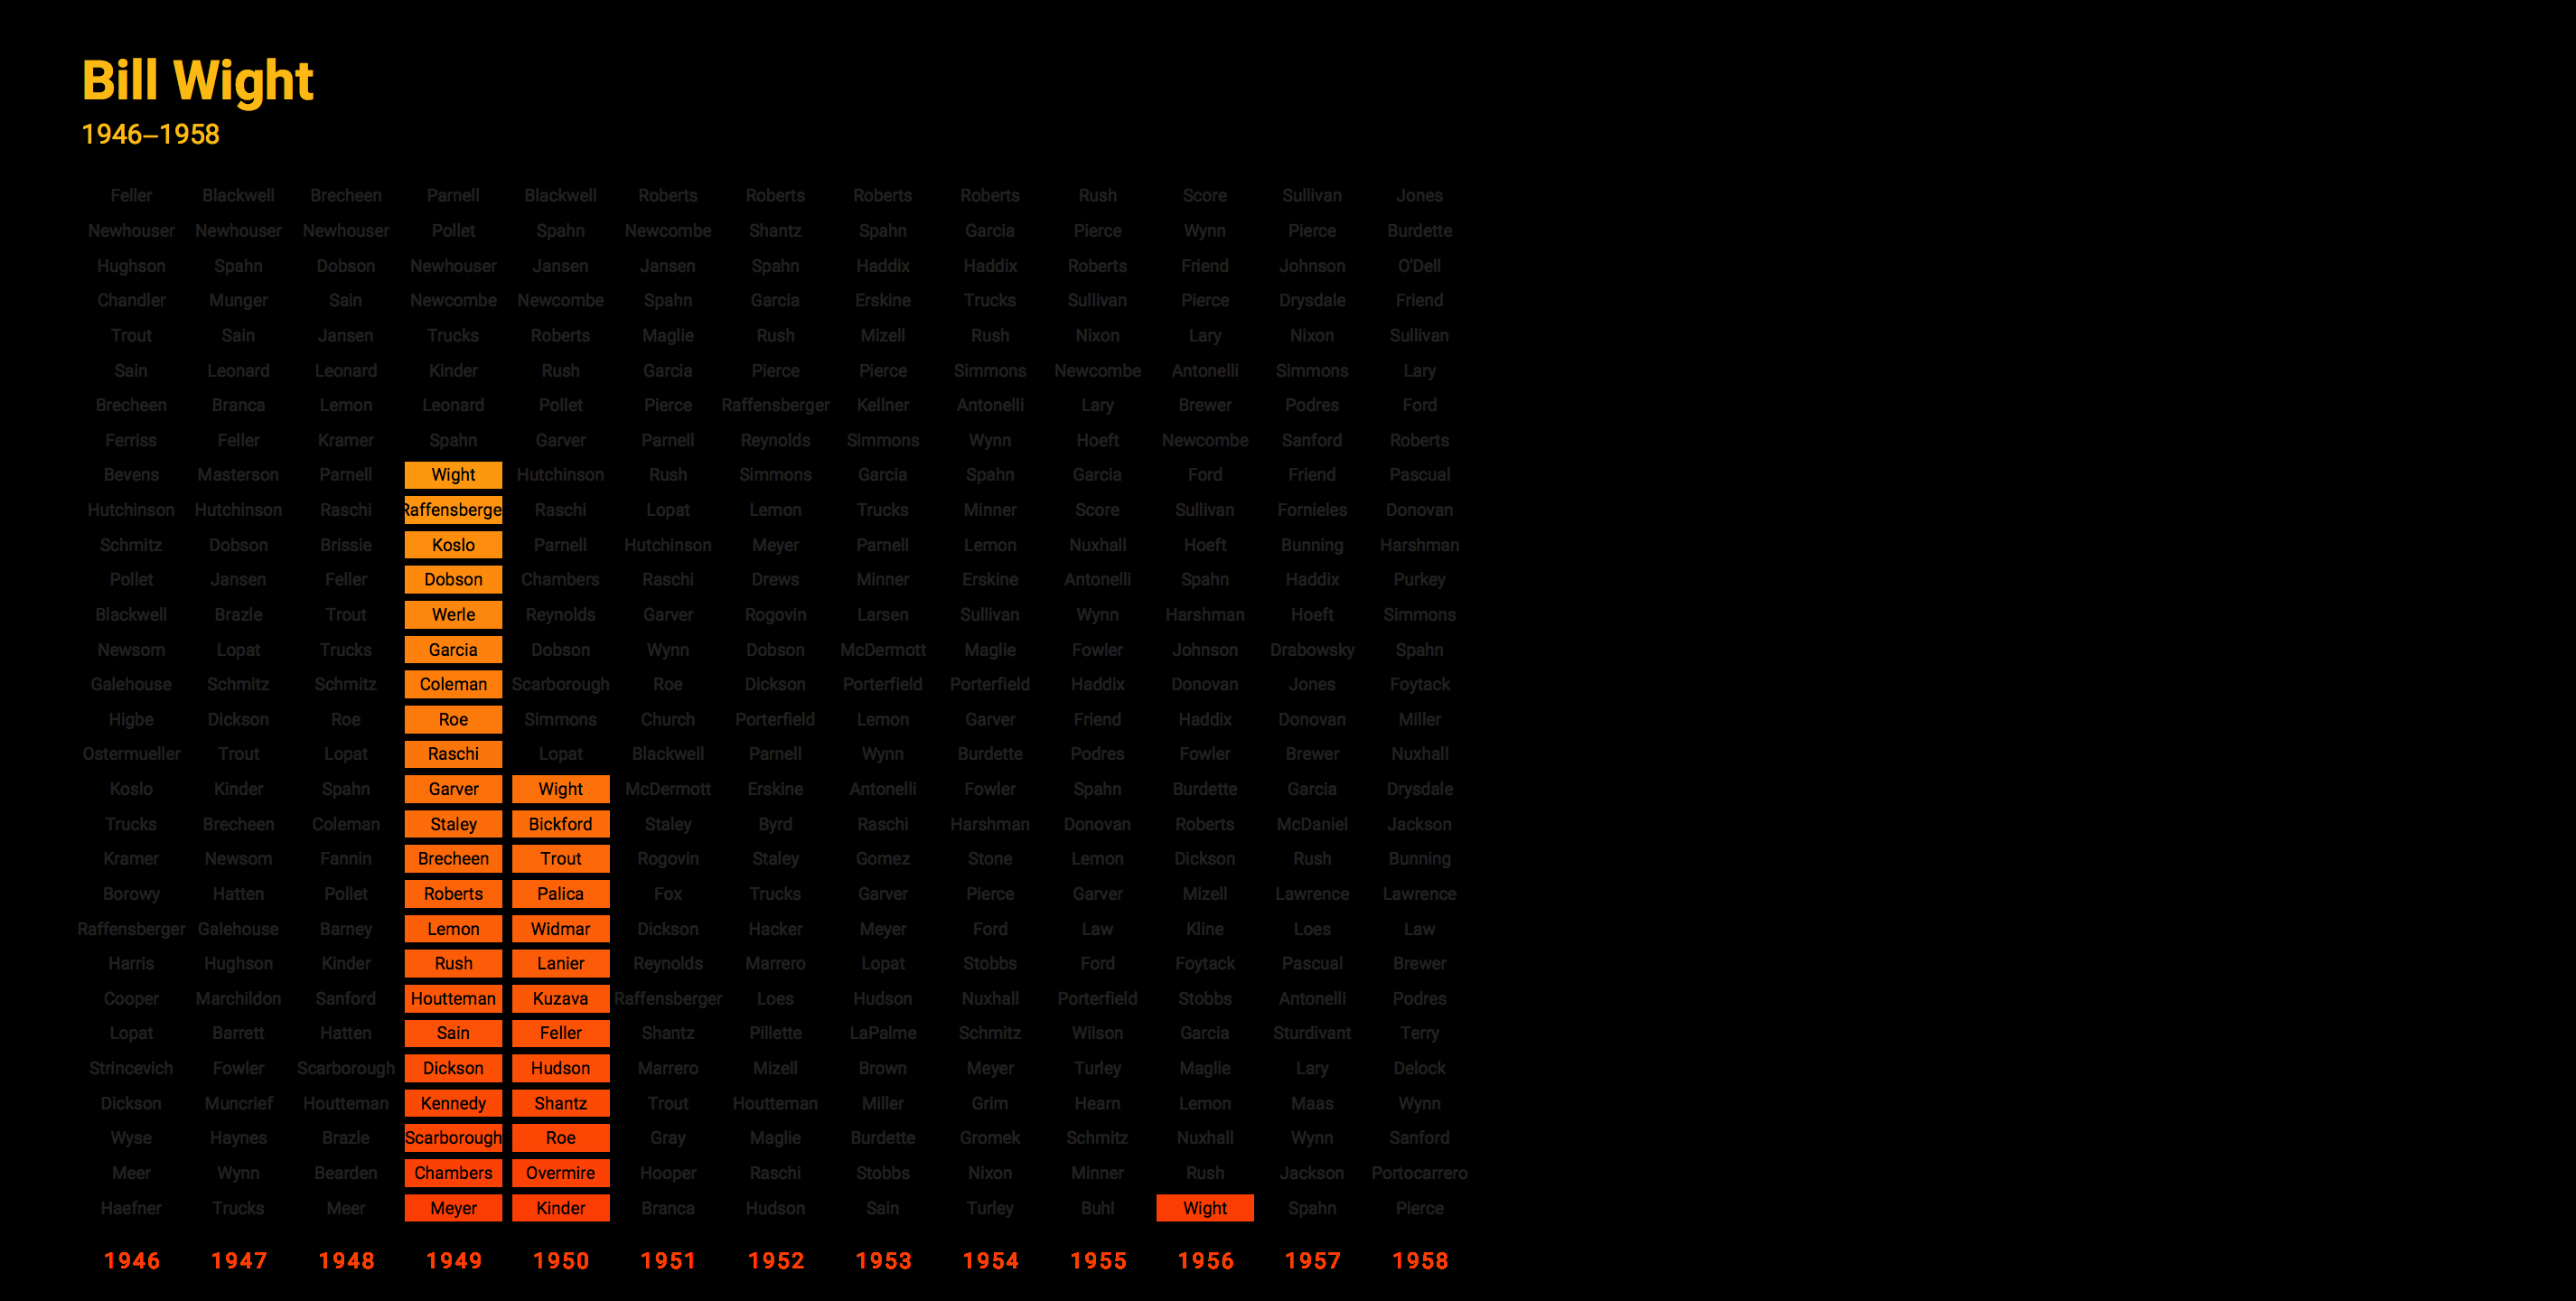 Bill Wight
1946–1958
Feller Blackwell Brecheen Parnell Blackwell Roberts Roberts Roberts Roberts Rush Score Sullivan Jones
Newhouser Newhouser Newhouser Pollet Spahn Newcombe Shantz Spahn Garcia Pierce Wynn Pierce Burdette
Hughson Spahn Dobson Newhouser Jansen Jansen Spahn Haddix Haddix Roberts Friend Johnson O'Dell
Chandler Munger Sain Newcombe Newcombe Spahn Garcia Erskine Trucks Sullivan Pierce Drysdale Friend
Trout Sain Jansen Trucks Roberts Maglie Rush Mizell Rush Nixon Lary Nixon Sullivan
Sain Leonard Leonard Kinder Rush Garcia Pierce Pierce Simmons Newcombe Antonelli Simmons Lary
Brecheen Branca Lemon Leonard Pollet Pierce Raffensberger Kellner Antonelli Lary Brewer Podres Ford
Ferriss Feller Kramer Spahn Garver Parnell Reynolds Simmons Wynn Hoeft Newcombe Sanford Roberts
Bevens Masterson Parnell Wight Hutchinson Rush Simmons Garcia Spahn Garcia Ford Friend Pascual
Hutchinson Hutchinson Raschi Raffensberge Raschi Lopat Lemon Trucks Minner Score Sullivan Fornieles Donovan
Schmitz Dobson Brissie Koslo Parnell Hutchinson Meyer Parnell Lemon Nuxhall Hoeft Bunning Harshman
Pollet Jansen Feller Dobson Chambers Raschi Drews Minner Erskine Antonelli Spahn Haddix Purkey
Blackwell Brazle Trout Werle Reynolds Garver Rogovin Larsen Sullivan Wynn Harshman Hoeft Simmons
Newsom Lopat Trucks Garcia Dobson Wynn Dobson McDermott Maglie Fowler Johnson Drabowsky Spahn
Galehouse Schmitz Schmitz Coleman Scarborough Roe Dickson Porterfield Porterfield Haddix Donovan Jones Foytack
Higbe Dickson Roe Roe Simmons Church Porterfield Lemon Garver Friend Haddix Donovan Miller
Ostermueller Trout Lopat Raschi Lopat Blackwell Parnell Wynn Burdette Podres Fowler Brewer Nuxhall
Koslo Kinder Spahn Garver Wight McDermott Erskine Antonelli Fowler Spahn Burdette Garcia Drysdale
Trucks Brecheen Coleman Staley Bickford Staley Byrd Raschi Harshman Donovan Roberts McDaniel Jackson
Kramer Newsom Fannin Brecheen Trout Rogovin Staley Gomez Stone Lemon Dickson Rush Bunning
Borowy Hatten Pollet Roberts Palica Fox Trucks Garver Pierce Garver Mizell Lawrence Lawrence
Raffensberger Galehouse Barney Lemon Widmar Dickson Hacker Meyer Ford Law Kline Loes Law
Harris Hughson Kinder Rush Lanier Reynolds Marrero Lopat Stobbs Ford Foytack Pascual Brewer
Cooper Marchildon Sanford Houtteman Kuzava Raffensberger Loes Hudson Nuxhall Porterfield Stobbs Antonelli Podres
Lopat Barrett Hatten Sain Feller Shantz Pillette LaPalme Schmitz Wilson Garcia Sturdivant Terry
Strincevich Fowler Scarborough Dickson Hudson Marrero Mizell Brown Meyer Turley Maglie Lary Delock
Dickson Muncrief Houtteman Kennedy Shantz Trout Houtteman Miller Grim Hearn Lemon Maas Wynn
Wyse Haynes Brazle Scarborough Roe Gray Maglie Burdette Gromek Schmitz Nuxhall Wynn Sanford
Meer Wynn Bearden Chambers Overmire Hooper Raschi Stobbs Nixon Minner Rush Jackson Portocarrero
Haefner Trucks Meer Meyer Kinder Branca Hudson Sain Turley Buhl Wight Spahn Pierce
1946 1947 1948 1949 1950 1951 1952 1953 1954 1955 1956 1957 1958